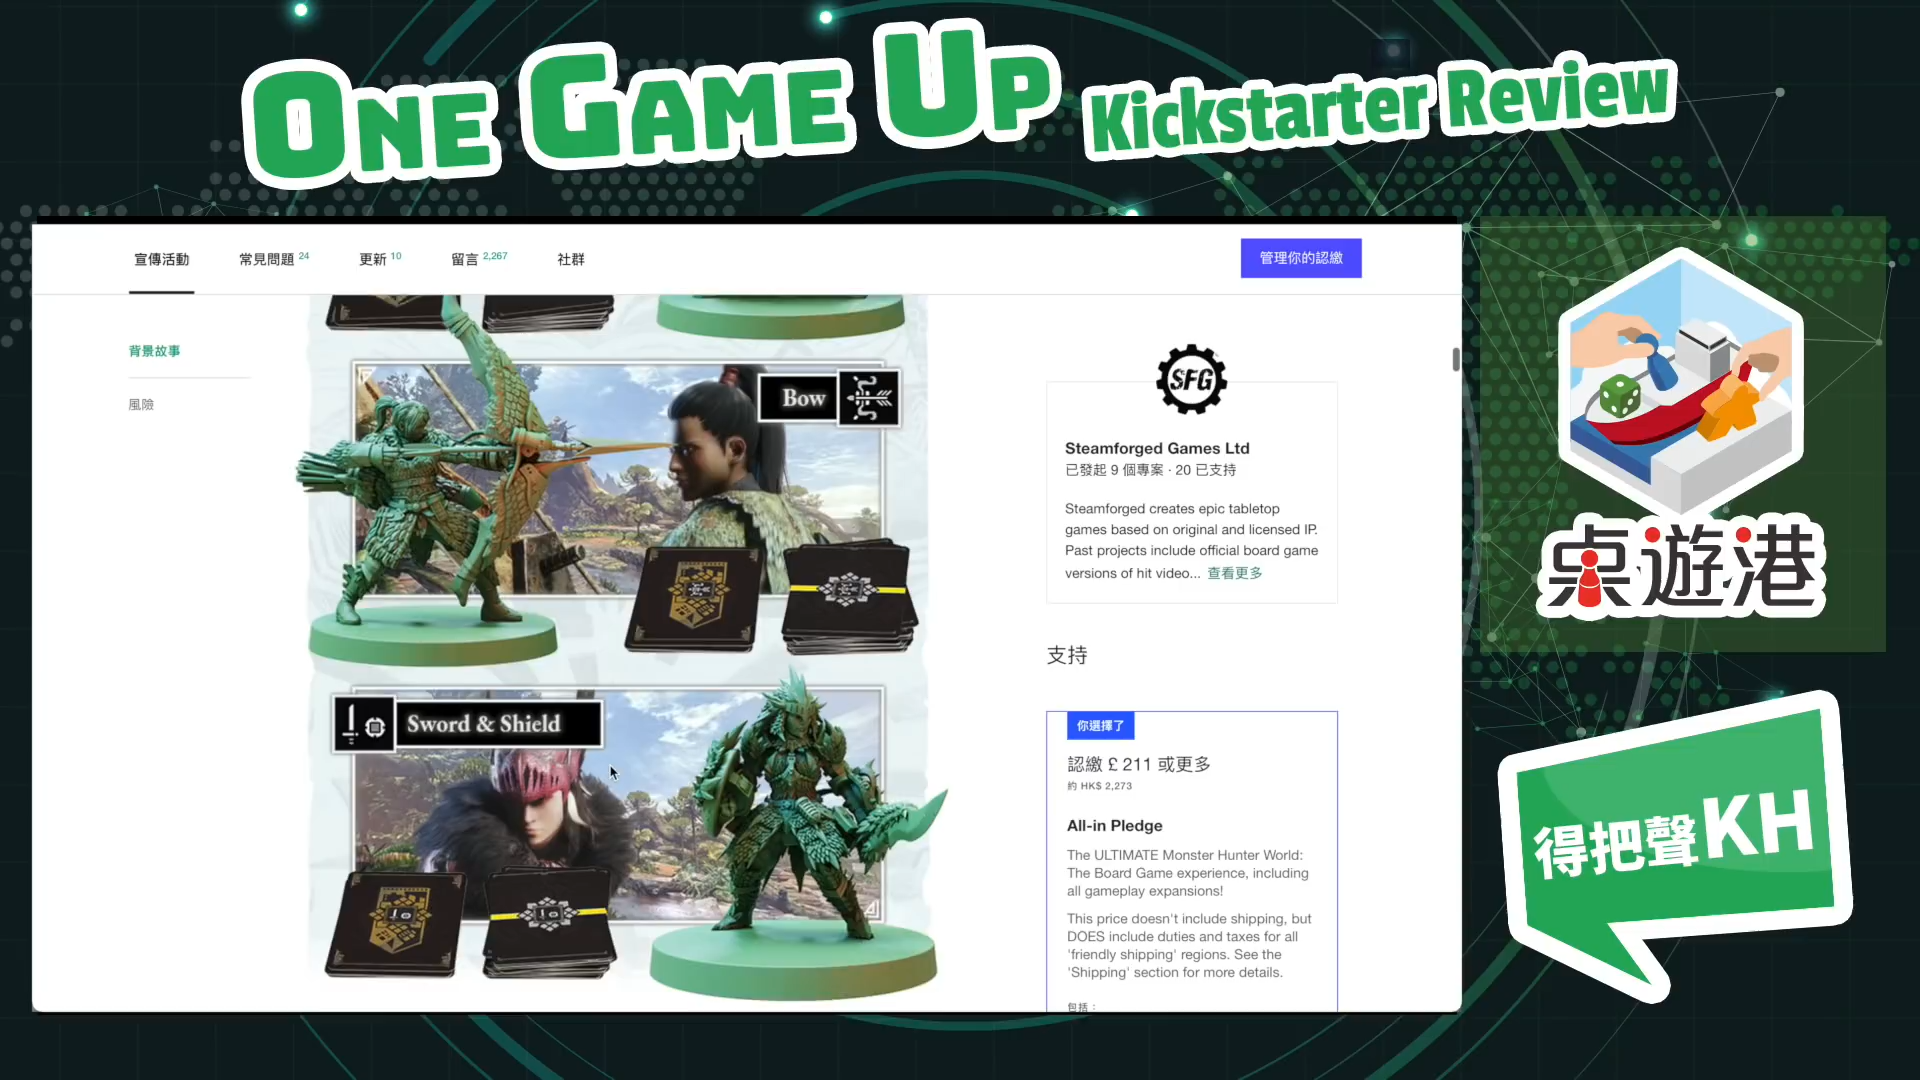 ONE GAME UP Kickstarter Review
宣傳活動
常見問題 24
更新 10
留言 2,267
社群
管理你的認繳
背景故事
風險
Bow
Sword & Shield
SFG
Steamforged Games Ltd
已發起 9 個專案 · 20 已支持
Steamforged creates epic tabletop
games based on original and licensed IP.
Past projects include official board game
versions of hit video... 查看更多
支持
你選擇了
認繳 £ 211 或更多
約 HK$ 2,273
All-in Pledge
The ULTIMATE Monster Hunter World:
The Board Game experience, including
all gameplay expansions!
This price doesn't include shipping, but
DOES include duties and taxes for all
'friendly shipping' regions. See the
'Shipping' section for more details.
包括：
桌遊港
得把聲KH